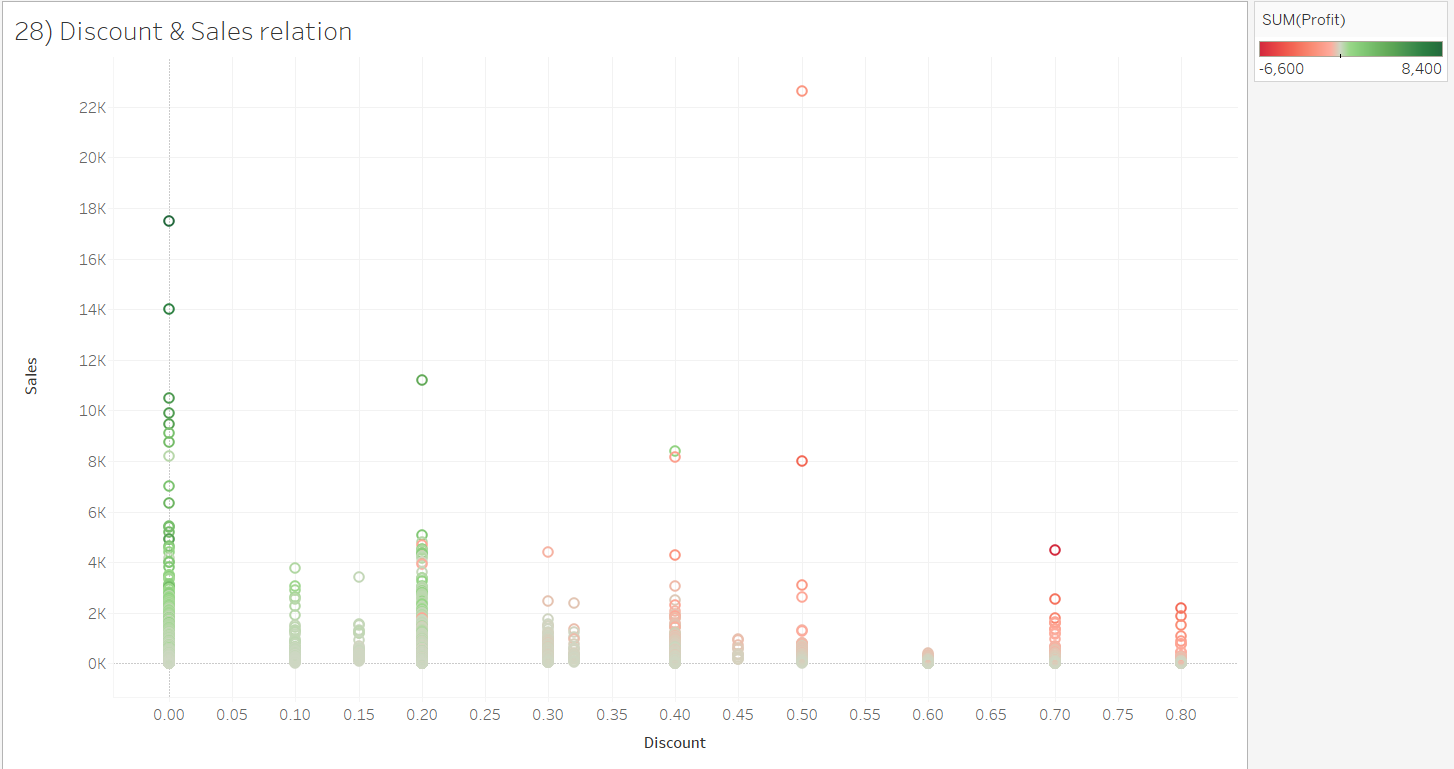 28) Discount & Sales relation
SUM(Profit)
-6,600 8,400
22K
20K
18K
16K
14K
12K
10K
8K
6K
4K
2K
0K
Sales
0.00 0.05 0.10 0.15 0.20 0.25 0.30 0.35 0.40 0.45 0.50 0.55 0.60 0.65 0.70 0.75 0.80
Discount